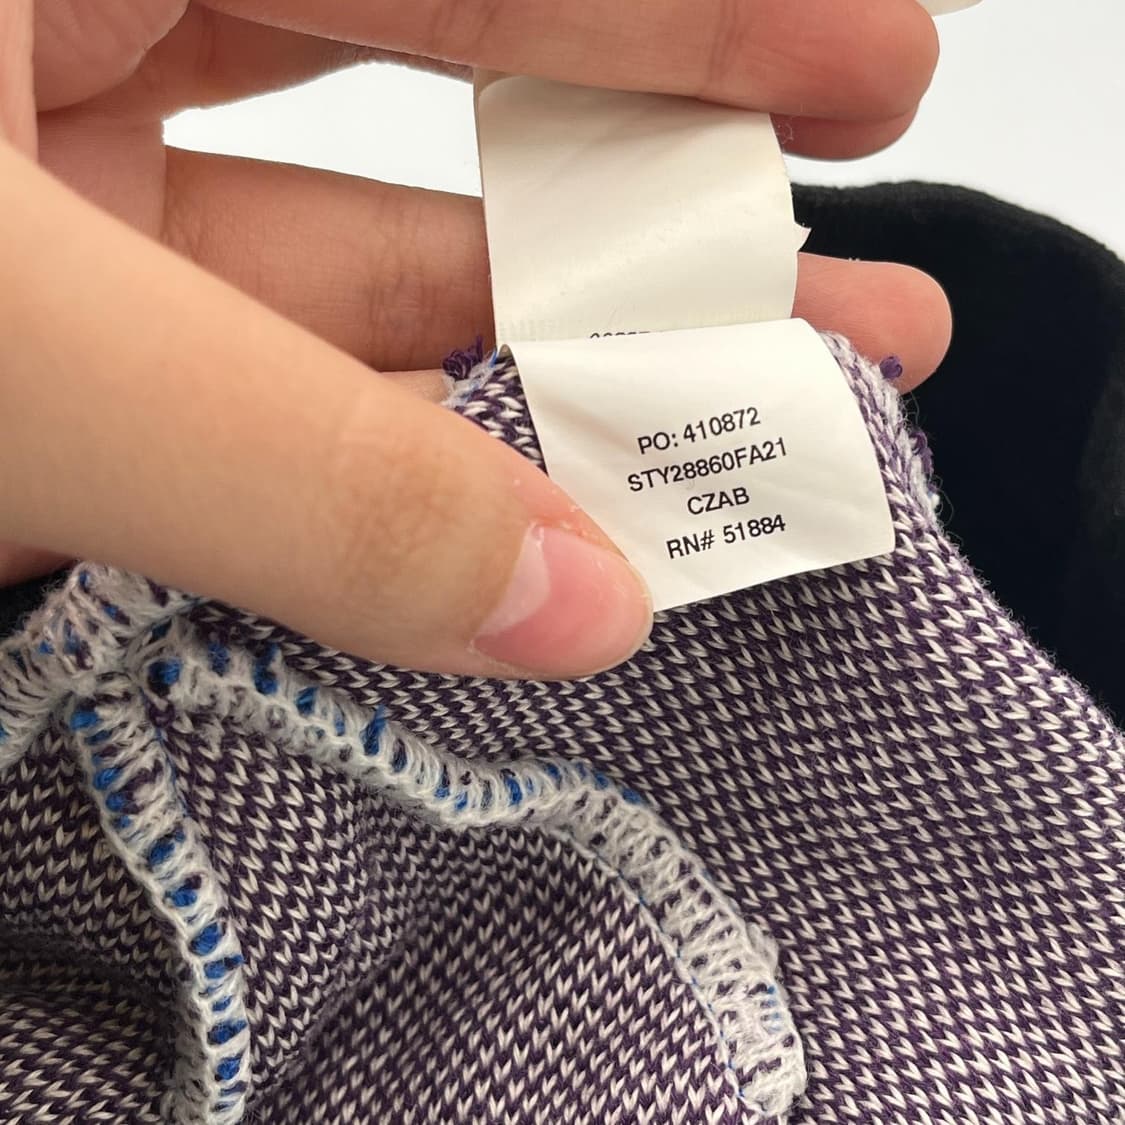 PO: 410872
STY28860FA21
CZAB
RN# 51884